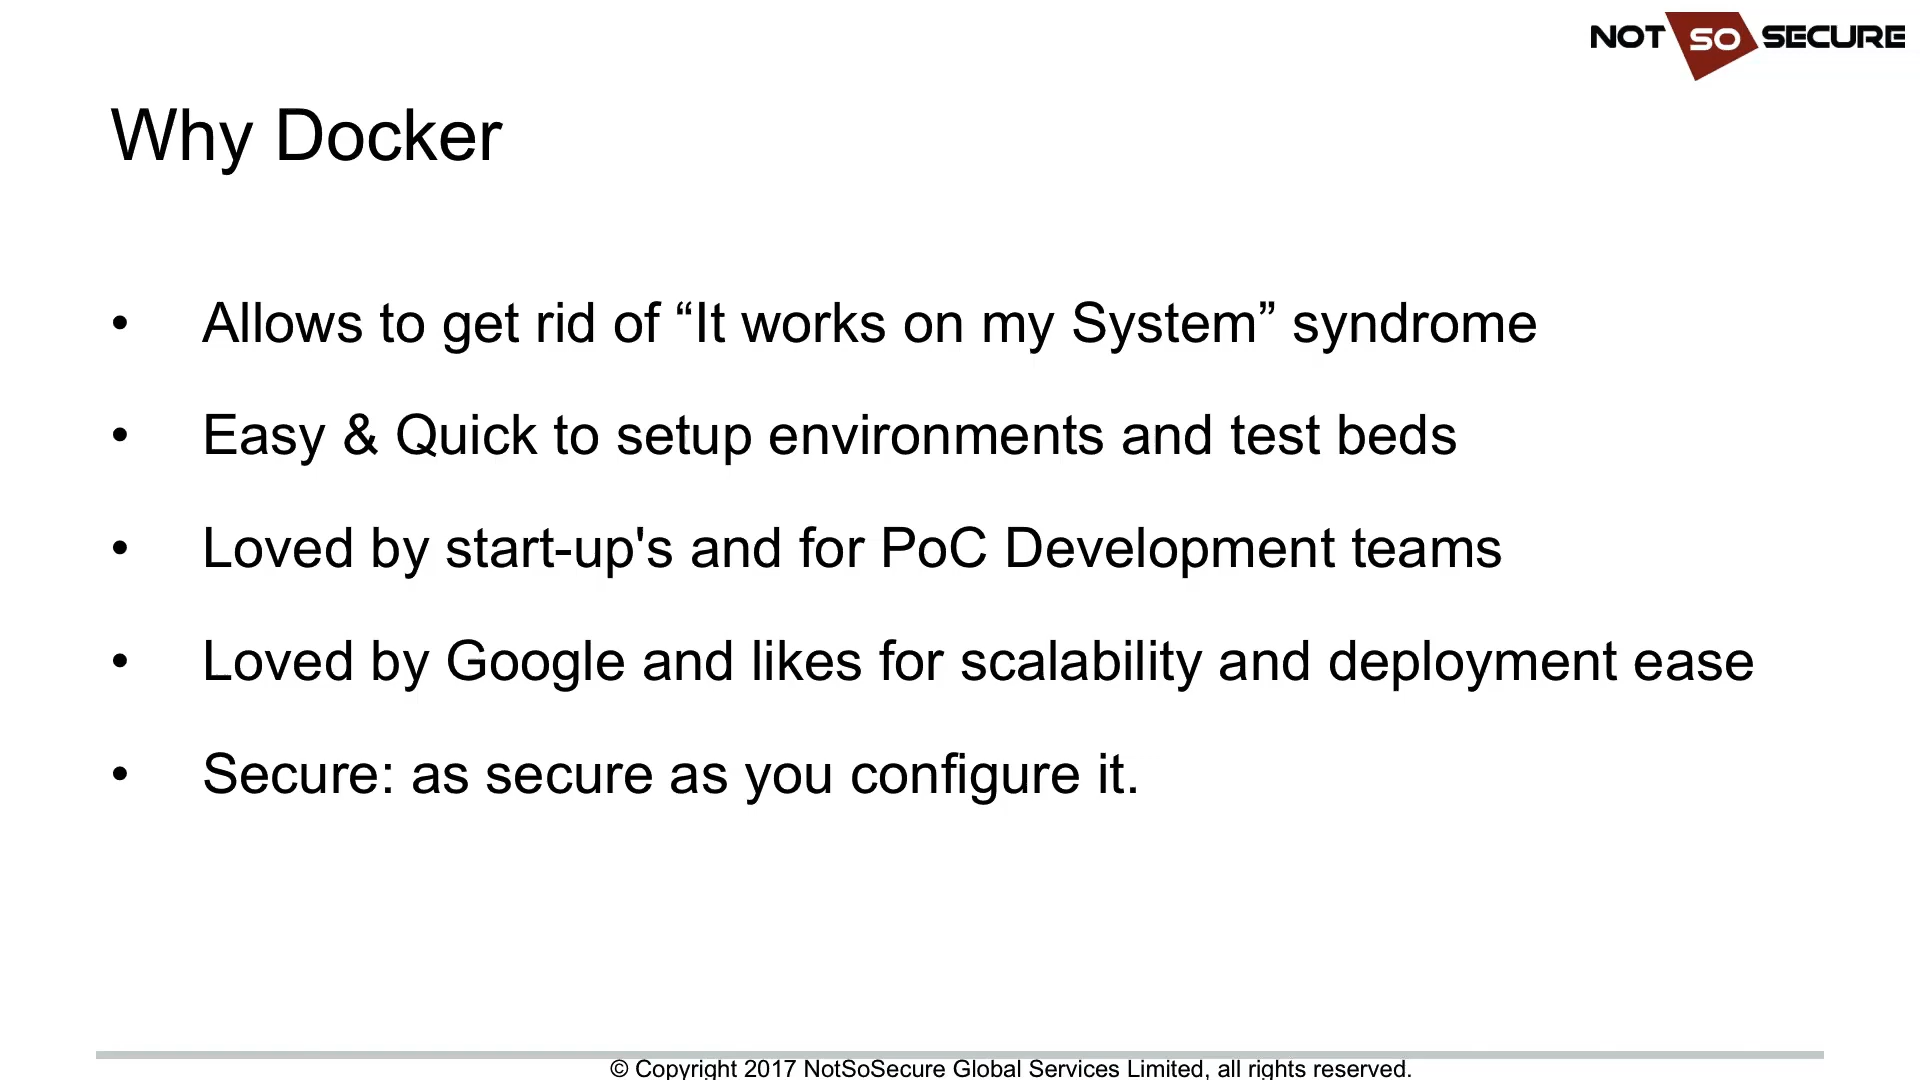 NOT SO SECURE
Why Docker
• Allows to get rid of “It works on my System” syndrome
• Easy & Quick to setup environments and test beds
• Loved by start-up's and for PoC Development teams
• Loved by Google and likes for scalability and deployment ease
• Secure: as secure as you configure it.
© Copyright 2017 NotSoSecure Global Services Limited, all rights reserved.